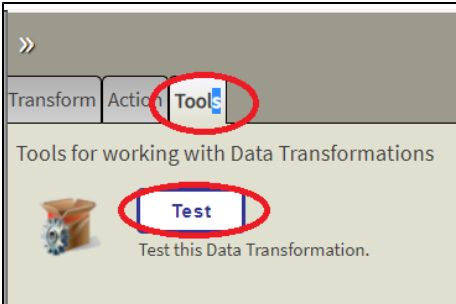 »
Transform Action Tools
Tools for working with Data Transformations
Test
Test this Data Transformation.